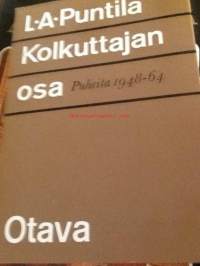 L·A·Puntila
Kolkuttajan
osa Puheita 1948-64
Otava